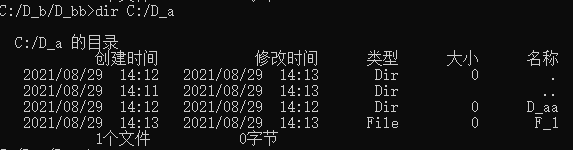 C:/D_b/D_bb>dir C:/D_a
C:/D_a 的目录
创建时间 修改时间 类型 大小 名称
2021/08/29 14:12 2021/08/29 14:13 Dir 0 .
2021/08/29 14:11 2021/08/29 14:13 Dir ..
2021/08/29 14:12 2021/08/29 14:12 Dir 0 D_aa
2021/08/29 14:13 2021/08/29 14:13 File 0 F_1
1个文件 0字节